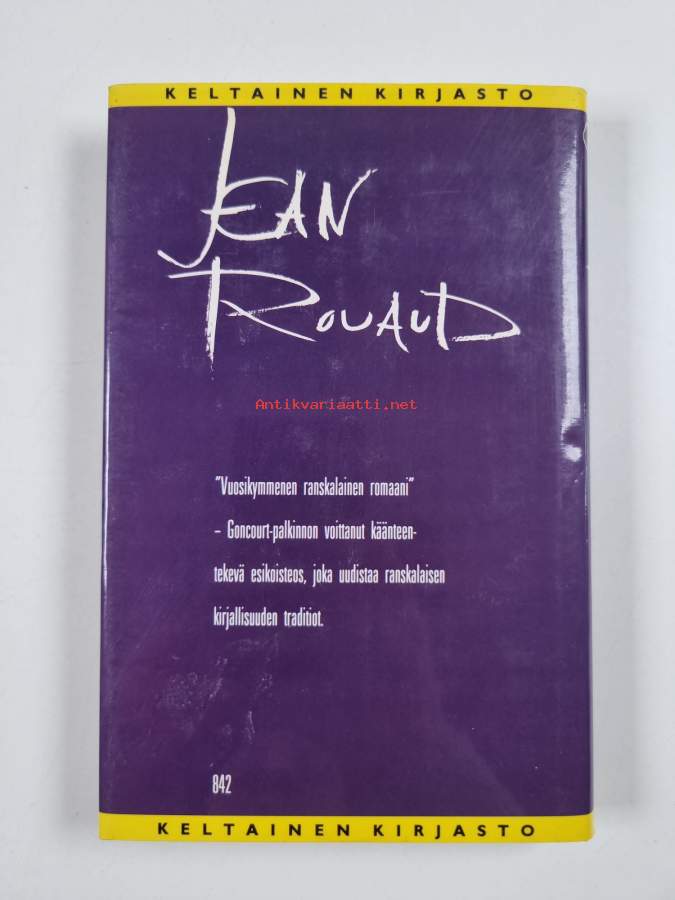 KELTAINEN KIRJASTO
JEAN
ROUAUD
Antikvariaatti.net
"Vuosikymmenen ranskalainen romaani"
– Goncourt-palkinnon voittanut käänteen-
tekevä esikoisteos, joka uudistaa ranskalaisen
kirjallisuuden traditiot.
842
KELTAINEN KIRJASTO